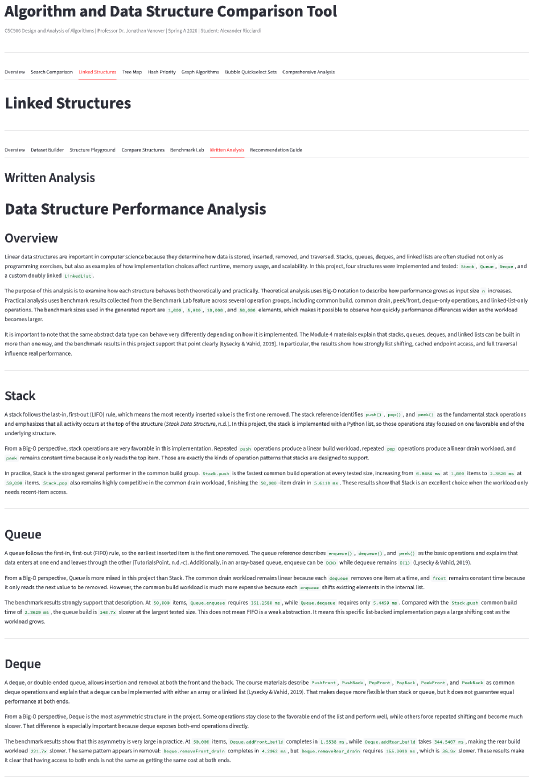 Algorithm and Data Structure Comparison Tool
CSC506 Design and Analysis of Algorithms | Professor Dr. Jonathan Vanover | Spring A 2026 - Student: Alexander Ricciardi
Overview Search Comparison Linked Structures Tree Map Hash Priority Graph Algorithms Bubble Quickselect Sets Comprehensive Analysis
Linked Structures
Overview Dataset Builder Structure Playground Compare Structures Benchmark Lab Written Analysis Recommendation Guide
Written Analysis
Data Structure Performance Analysis
Overview
Linear data structures are important in computer science because they determine how data is stored, inserted, removed, and traversed. Stacks, queues, deques, and linked lists are often studied not only as
programming exercises, but also as examples of how implementation choices affect runtime, memory usage, and scalability. In this project, four structures were implemented and tested: Stack, Queue, Deque, and
a custom doubly linked LinkedList.
The purpose of this analysis is to examine how each structure behaves both theoretically and practically. Theoretical analysis uses Big-O notation to describe how performance grows as input size n increases.
Practical analysis uses benchmark results collected from the Benchmark Lab feature across several operation groups, including common build, common drain, peek/front, deque-only operations, and linked-list-only
operations. The benchmark sizes used in the generated report are 1,000, 5,000, 10,000, and 50,000 elements, which makes it possible to observe how quickly performance differences widen as the workload
becomes larger.
It is important to note that the same abstract data type can behave very differently depending on how it is implemented. The Module 4 materials explain that stacks, queues, deques, and linked lists can be built in
more than one way, and the benchmark results in this project support that point clearly (Lysecky & Vahid, 2019). In particular, the results show how strongly list shifting, cached endpoint access, and full traversal
influence real performance.
Stack
A stack follows the last-in, first-out (LIFO) rule, which means the most recently inserted value is the first one removed. The stack reference identifies push(), pop(), and peek() as the fundamental stack operations
and emphasizes that all activity occurs at the top of the structure (Stack Data Structure, n.d.). In this project, the stack is implemented with a Python list, so those operations stay focused on one favorable end of the
underlying structure.
From a Big-O perspective, stack operations are very favorable in this implementation. Repeated push operations produce a linear build workload, repeated pop operations produce a linear drain workload, and
peek remains constant time because it only reads the top item. Those are exactly the kinds of operation patterns that stacks are designed to support.
In practice, Stack is the strongest general performer in the common build group. Stack.push is the fastest common build operation at every tested size, increasing from ms at 1,000 items to ms at
50,000 items. Stack.pop also remains highly competitive in the common drain workload, finishing the 50,000 -item drain in ms. These results show that Stack is an excellent choice when the workload only
needs recent-item access.
Queue
A queue follows the first-in, first-out (FIFO) rule, so the earliest inserted item is the first one removed. The queue reference describes enqueue(), dequeue(), and peek() as the basic operations and explains that
data enters at one end and leaves through the other (TutorialsPoint, n.d.-c). Additionally, in an array-based queue, enqueue can be O(N) while dequeue remains O(1) (Lysecky & Vahid, 2019).
From a Big-O perspective, Queue is more mixed in this project than Stack. The common drain workload remains linear because each dequeue removes one item at a time, and front remains constant time because
it only reads the next value to be removed. However, the common build workload is much more expensive because each enqueue shifts existing elements in the internal list.
The benchmark results strongly support that description. At 50,000 items, Queue.enqueue requires ms, while Queue.dequeue requires only ms. Compared with the Stack.push common build
time of ms, the queue build is slower at the largest tested size. This does not mean FIFO is a weak abstraction. It means this specific list-backed implementation pays a large shifting cost as the
workload grows.
Deque
A deque, or double-ended queue, allows insertion and removal at both the front and the back. The course materials describe PushFront, PushBack, PopFront, PopBack, PeekFront, and PeekBack as common
deque operations and explain that a deque can be implemented with either an array or a linked list (Lysecky & Vahid, 2019). That makes deque more flexible than stack or queue, but it does not guarantee equal
performance at both ends.
From a Big-O perspective, Deque is the most asymmetric structure in the project. Some operations stay close to the favorable end of the list and perform well, while others force repeated shifting and become much
slower. That difference is especially important because deque exposes both-end operations directly.
The benchmark results show that this asymmetry is very large in practice. At 50,000 items, Deque.addFront_build completes in ms, while Deque.addRear_build takes ms, making the rear build
workload slower. The same pattern appears in removal: Deque.removeFront_drain completes in ms, but Deque.removeRear_drain requires ms, which is slower. These results make
it clear that having access to both ends is not the same as getting the same cost at both ends.